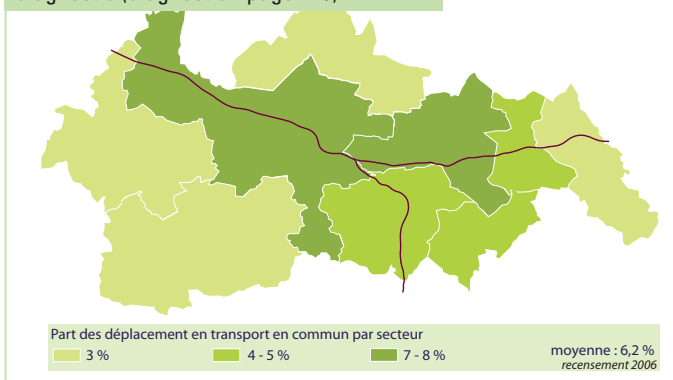 Part des déplacement en transport en commun par secteur
3 %
4 - 5 %
7 - 8 %
moyenne : 6,2 %
recensement 2006